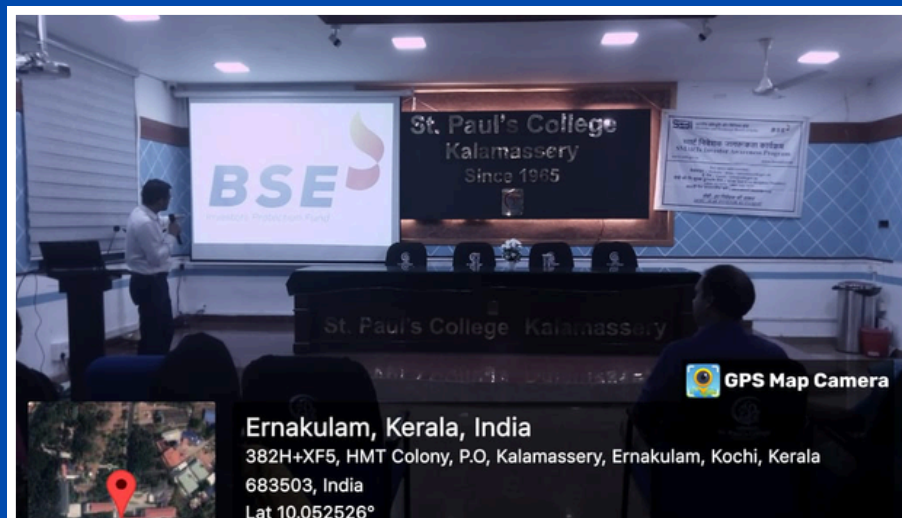 BSE
Investors Protection Fund
St. Paul's College
Kalamassery
Since 1965
BSE
St. Paul's College Kalamassery
GPS Map Camera
Ernakulam, Kerala, India
382H+XF5, HMT Colony, P.O, Kalamassery, Ernakulam, Kochi, Kerala
683503, India
Lat 10.052526°